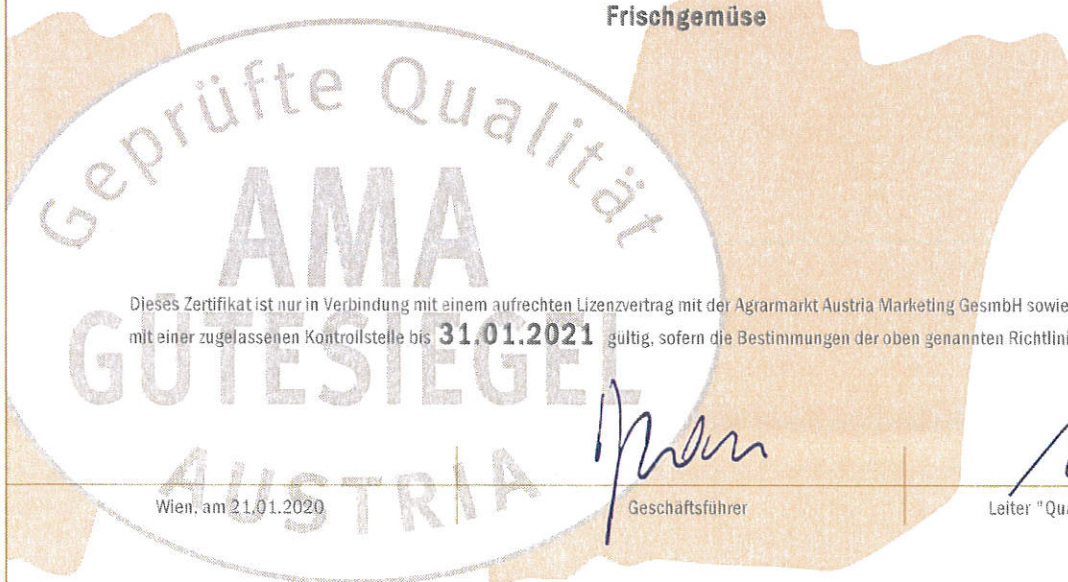 Frischgemüse
Geprüfte Qualität
AMA
GÜTESIEGEL
AUSTRIA
Dieses Zertifikat ist nur in Verbindung mit einem aufrechten Lizenzvertrag mit der Agrarmarkt Austria Marketing GesmbH sowie
mit einer zugelassenen Kontrollstelle bis 31.01.2021 gültig, sofern die Bestimmungen der oben genannten Richtlini
Wien, am 21.01.2020
Geschäftsführer
Leiter "Qua